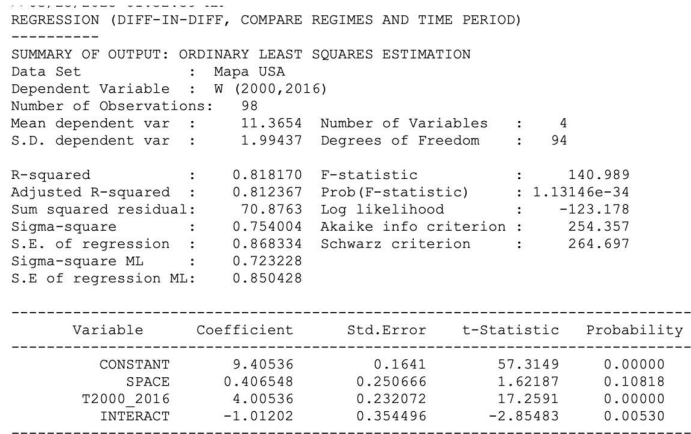 REGRESSION (DIFF-IN-DIFF, COMPARE REGIMES AND TIME PERIOD)
----------
SUMMARY OF OUTPUT: ORDINARY LEAST SQUARES ESTIMATION
Data Set : Mapa USA
Dependent Variable : W (2000,2016)
Number of Observations: 98
Mean dependent var : 11.3654 Number of Variables : 4
S.D. dependent var : 1.99437 Degrees of Freedom : 94
R-squared : 0.818170 F-statistic : 140.989
Adjusted R-squared : 0.812367 Prob(F-statistic) : 1.13146e-34
Sum squared residual: 70.8763 Log likelihood : -123.178
Sigma-square : 0.754004 Akaike info criterion : 254.357
S.E. of regression : 0.868334 Schwarz criterion : 264.697
Sigma-square ML : 0.723228
S.E of regression ML: 0.850428
-----------------------------------------------------------------------------
Variable Coefficient Std.Error t-Statistic Probability
-----------------------------------------------------------------------------
CONSTANT 9.40536 0.1641 57.3149 0.00000
SPACE 0.406548 0.250666 1.62187 0.10818
T2000_2016 4.00536 0.232072 17.2591 0.00000
INTERACT -1.01202 0.354496 -2.85483 0.00530
-----------------------------------------------------------------------------